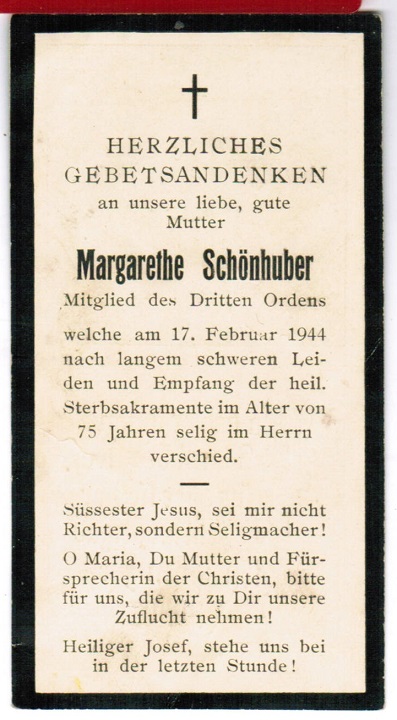 HERZLICHES
GEBETSANDENKEN
an unsere liebe, gute
Mutter
Margarethe Schönhuber
Mitglied des Dritten Ordens
welche am 17. Februar 1944
nach langem schweren Lei-
den und Empfang der heil.
Sterbsakramente im Alter von
75 Jahren selig im Herrn
verschied.
Süssester Jesus, sei mir nicht
Richter, sondern Seligmacher!
O Maria, Du Mutter und Für-
sprecherin der Christen, bitte
für uns, die wir zu Dir unsere
Zuflucht nehmen!
Heiliger Josef, stehe uns bei
in der letzten Stunde!